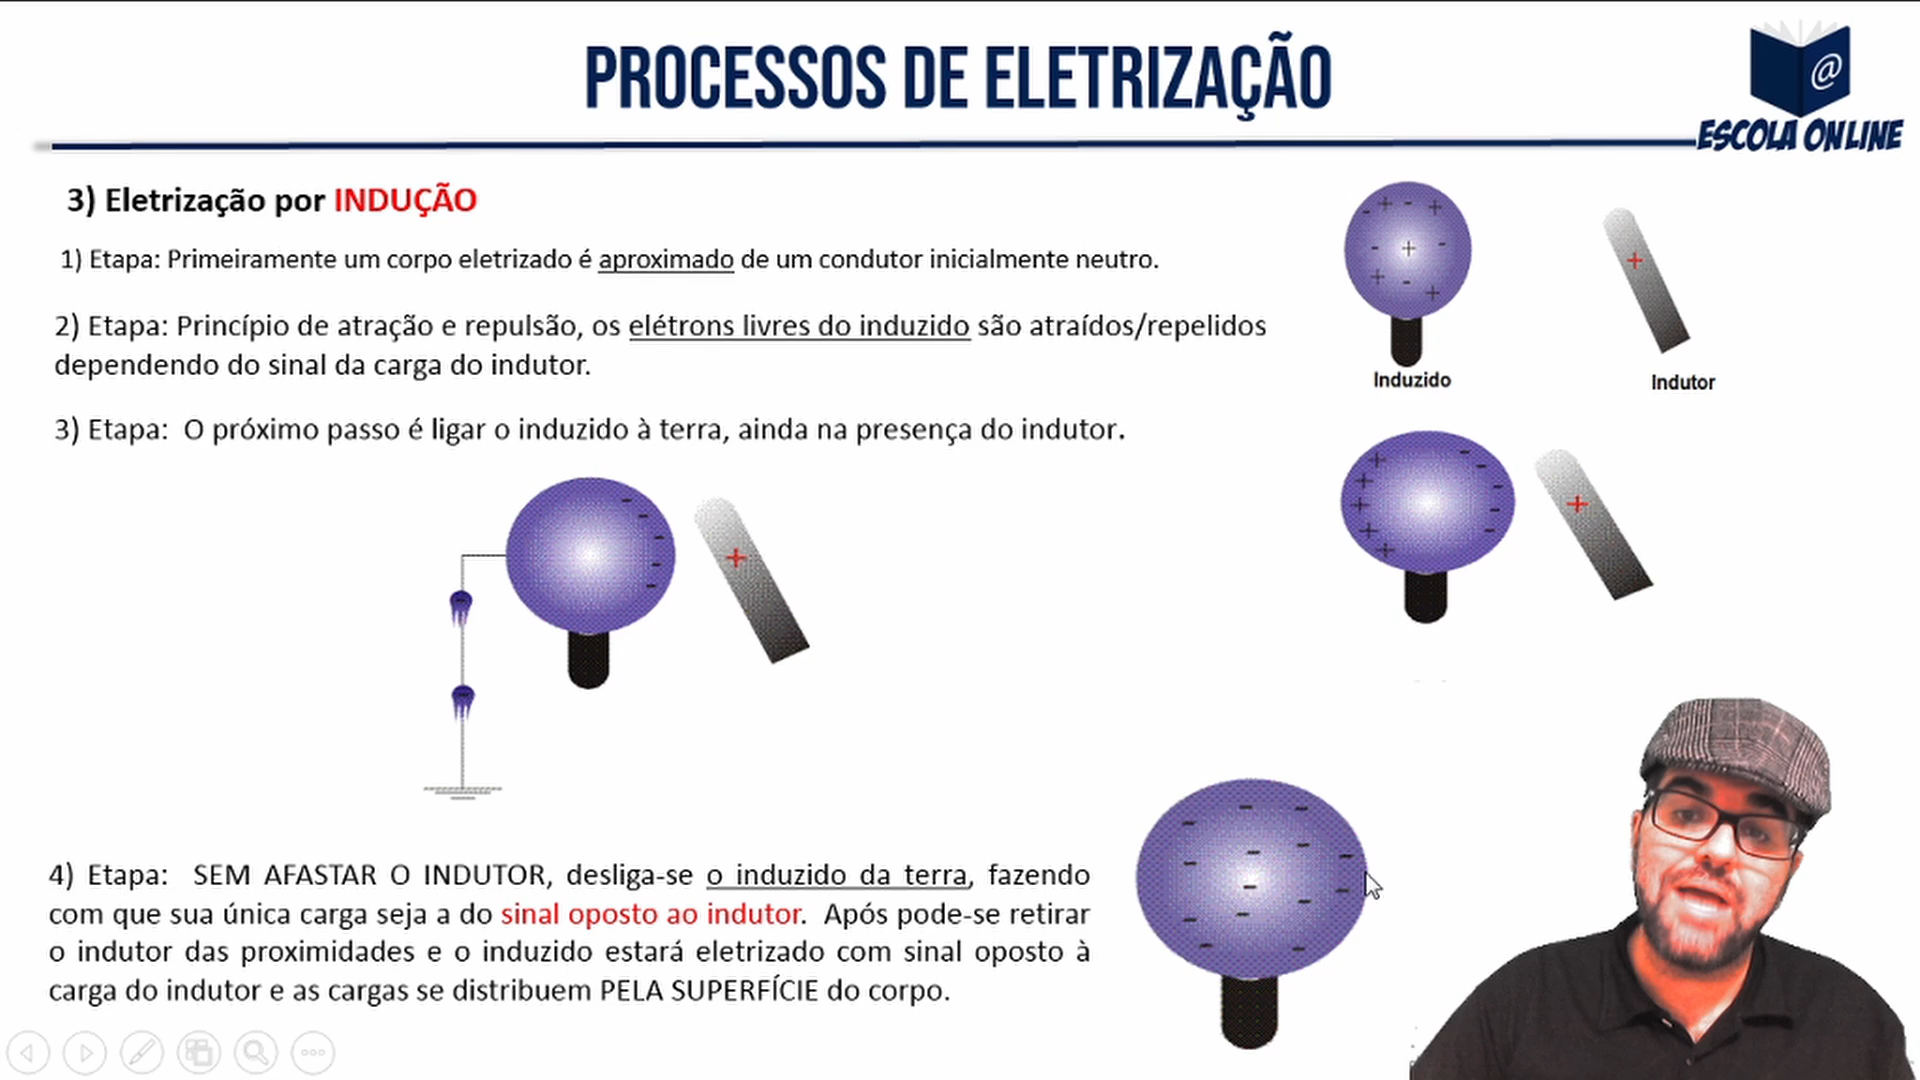 PROCESSOS DE ELETRIZAÇÃO
@
ESCOLA ONLINE
3) Eletrização por INDUÇÃO
1) Etapa: Primeiramente um corpo eletrizado é aproximado de um condutor inicialmente neutro.
2) Etapa: Princípio de atração e repulsão, os elétrons livres do induzido são atraídos/repelidos
dependendo do sinal da carga do indutor.
Induzido
Indutor
3) Etapa: O próximo passo é ligar o induzido à terra, ainda na presença do indutor.
4) Etapa: SEM AFASTAR O INDUTOR, desliga-se o induzido da terra, fazendo
com que sua única carga seja a do sinal oposto ao indutor. Após pode-se retirar
o indutor das proximidades e o induzido estará eletrizado com sinal oposto à
carga do indutor e as cargas se distribuem PELA SUPERFÍCIE do corpo.